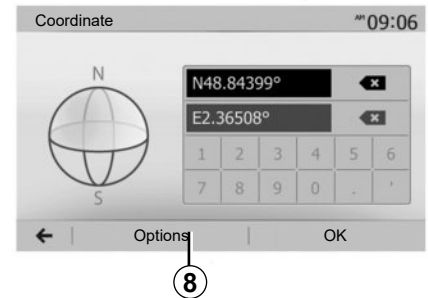 Coordinate AM 09:06
N
N48.84399°
E2.36508°
1 2 3 4 5 6
7 8 9 0 . '
S
Options OK
8